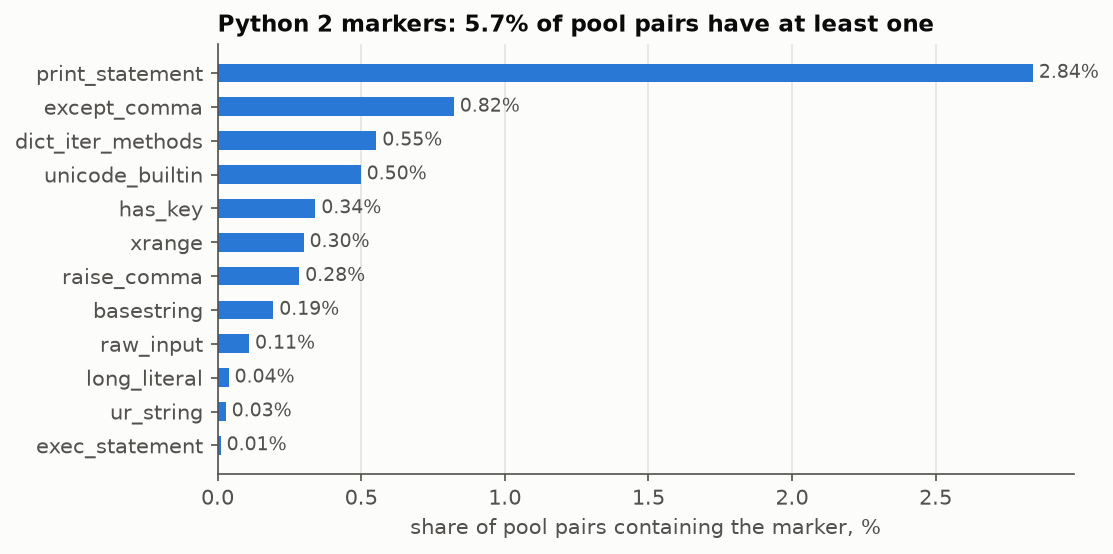 Python 2 markers: 5.7% of pool pairs have at least one
print_statement 2.84%
except_comma 0.82%
dict_iter_methods 0.55%
unicode_builtin 0.50%
has_key 0.34%
xrange 0.30%
raise_comma 0.28%
basestring 0.19%
raw_input 0.11%
long_literal 0.04%
ur_string 0.03%
exec_statement 0.01%
0.0 0.5 1.0 1.5 2.0 2.5
share of pool pairs containing the marker, %